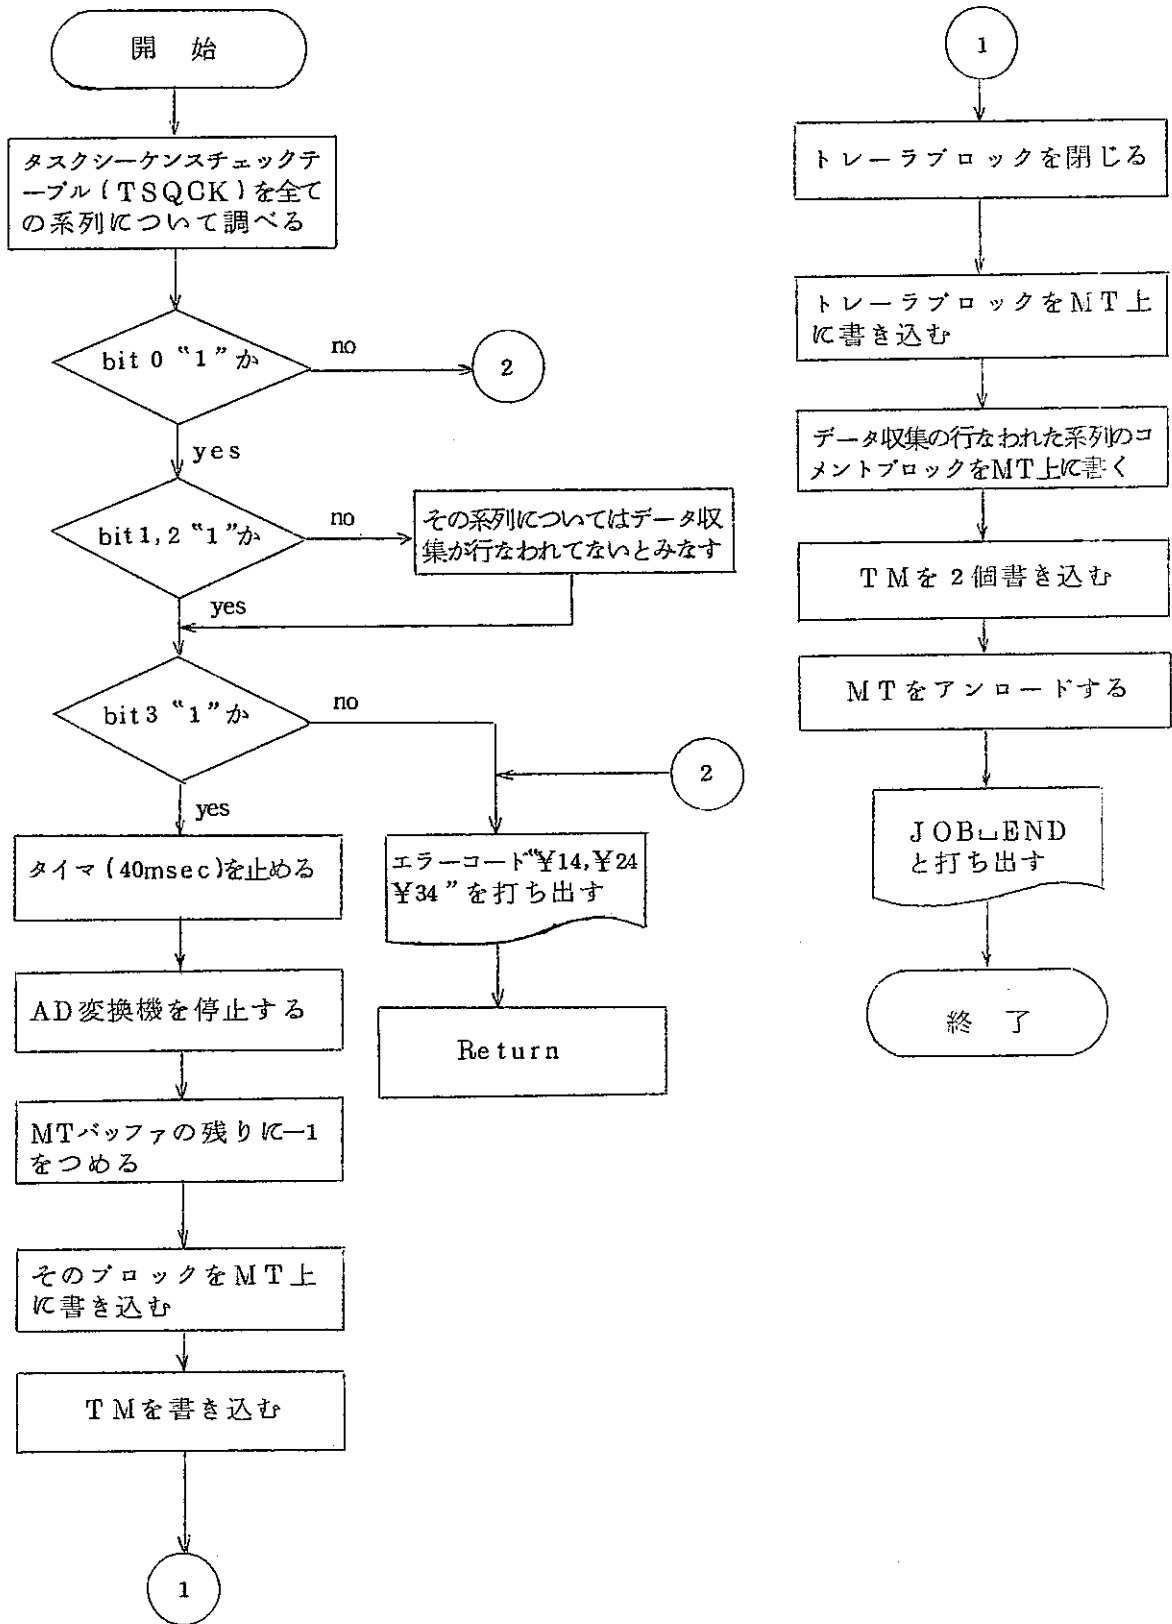 開 始
タスクシーケンスチェックテ
ーブル(TSQCK)を全て
の系列について調べる
bit 0 “1”か
no
2
yes
bit1, 2 “1”か
no
その系列についてはデータ収
集が行なわれてないとみなす
yes
bit3 “1”か
no
2
yes
タイマ(40msec)を止める
エラーコード“¥14,¥24
¥34”を打ち出す
AD変換機を停止する
Return
MTバッファの残りに−1
をつめる
そのブロックをMT上
に書き込む
TMを書き込む
1
1
トレーラブロックを閉じる
トレーラブロックをMT上
に書き込む
データ収集の行なわれた系列のコ
メントブロックをMT上に書く
TMを2個書き込む
MTをアンロードする
JOB␣END
と打ち出す
終 了